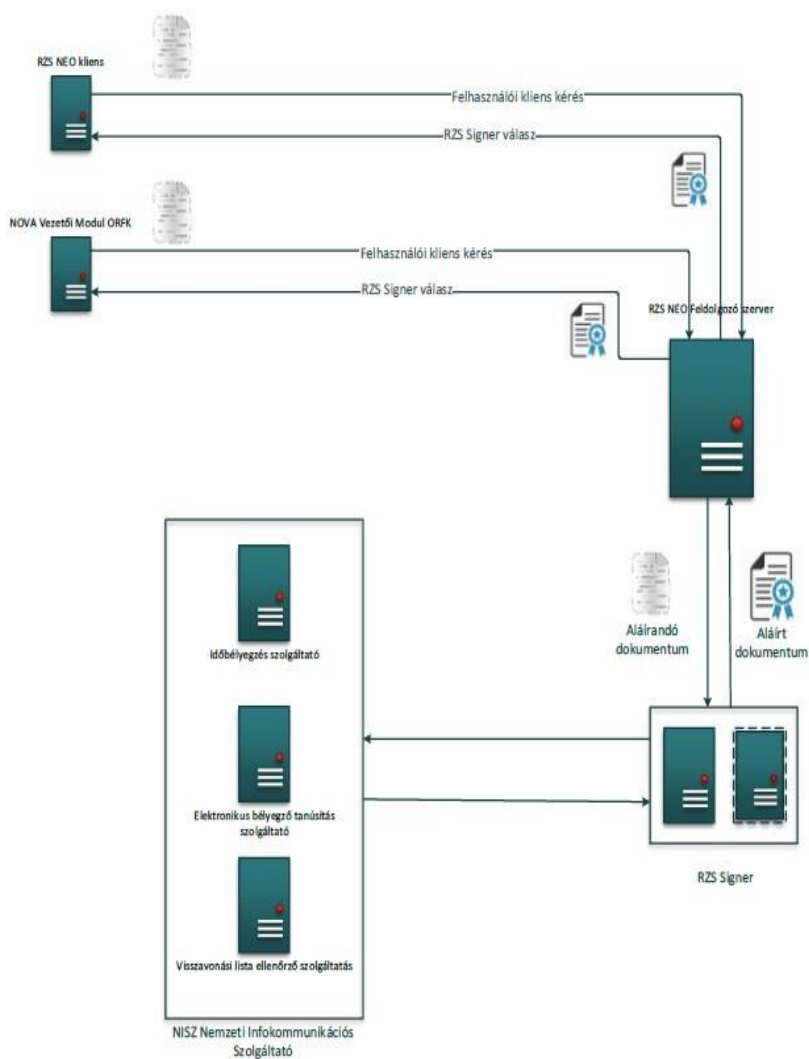 RZS NEO kliens
Felhasználói kliens kérés
RZS Signer válasz
NOVA Vezetői Modul ORFK
Felhasználói kliens kérés
RZS Signer válasz
RZS NEO Feldolgozó szerver
Időbélyegzés szolgáltató
Aláírandó
dokumentum
Aláírt
dokumentum
Elektronikus bélyegző tanúsítás
szolgáltató
RZS Signer
Visszavonási lista ellenőrző szolgáltatás
NISZ Nemzeti Infokommunikációs
Szolgáltató